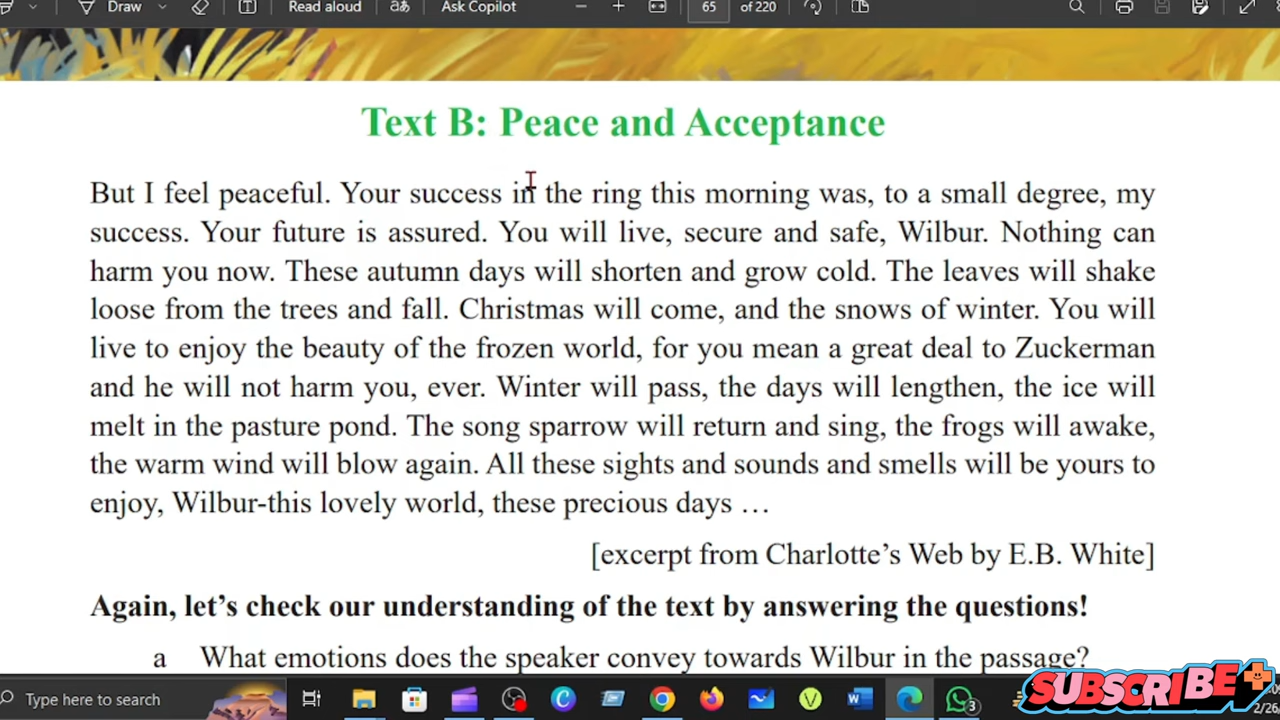 Draw
Read aloud
Ask Copilot
65
of 220
Text B: Peace and Acceptance
But I feel peaceful. Your success in the ring this morning was, to a small degree, my
success. Your future is assured. You will live, secure and safe, Wilbur. Nothing can
harm you now. These autumn days will shorten and grow cold. The leaves will shake
loose from the trees and fall. Christmas will come, and the snows of winter. You will
live to enjoy the beauty of the frozen world, for you mean a great deal to Zuckerman
and he will not harm you, ever. Winter will pass, the days will lengthen, the ice will
melt in the pasture pond. The song sparrow will return and sing, the frogs will awake,
the warm wind will blow again. All these sights and sounds and smells will be yours to
enjoy, Wilbur-this lovely world, these precious days …
[excerpt from Charlotte’s Web by E.B. White]
Again, let’s check our understanding of the text by answering the questions!
a What emotions does the speaker convey towards Wilbur in the passage?
Type here to search
3
SUBSCRIBE